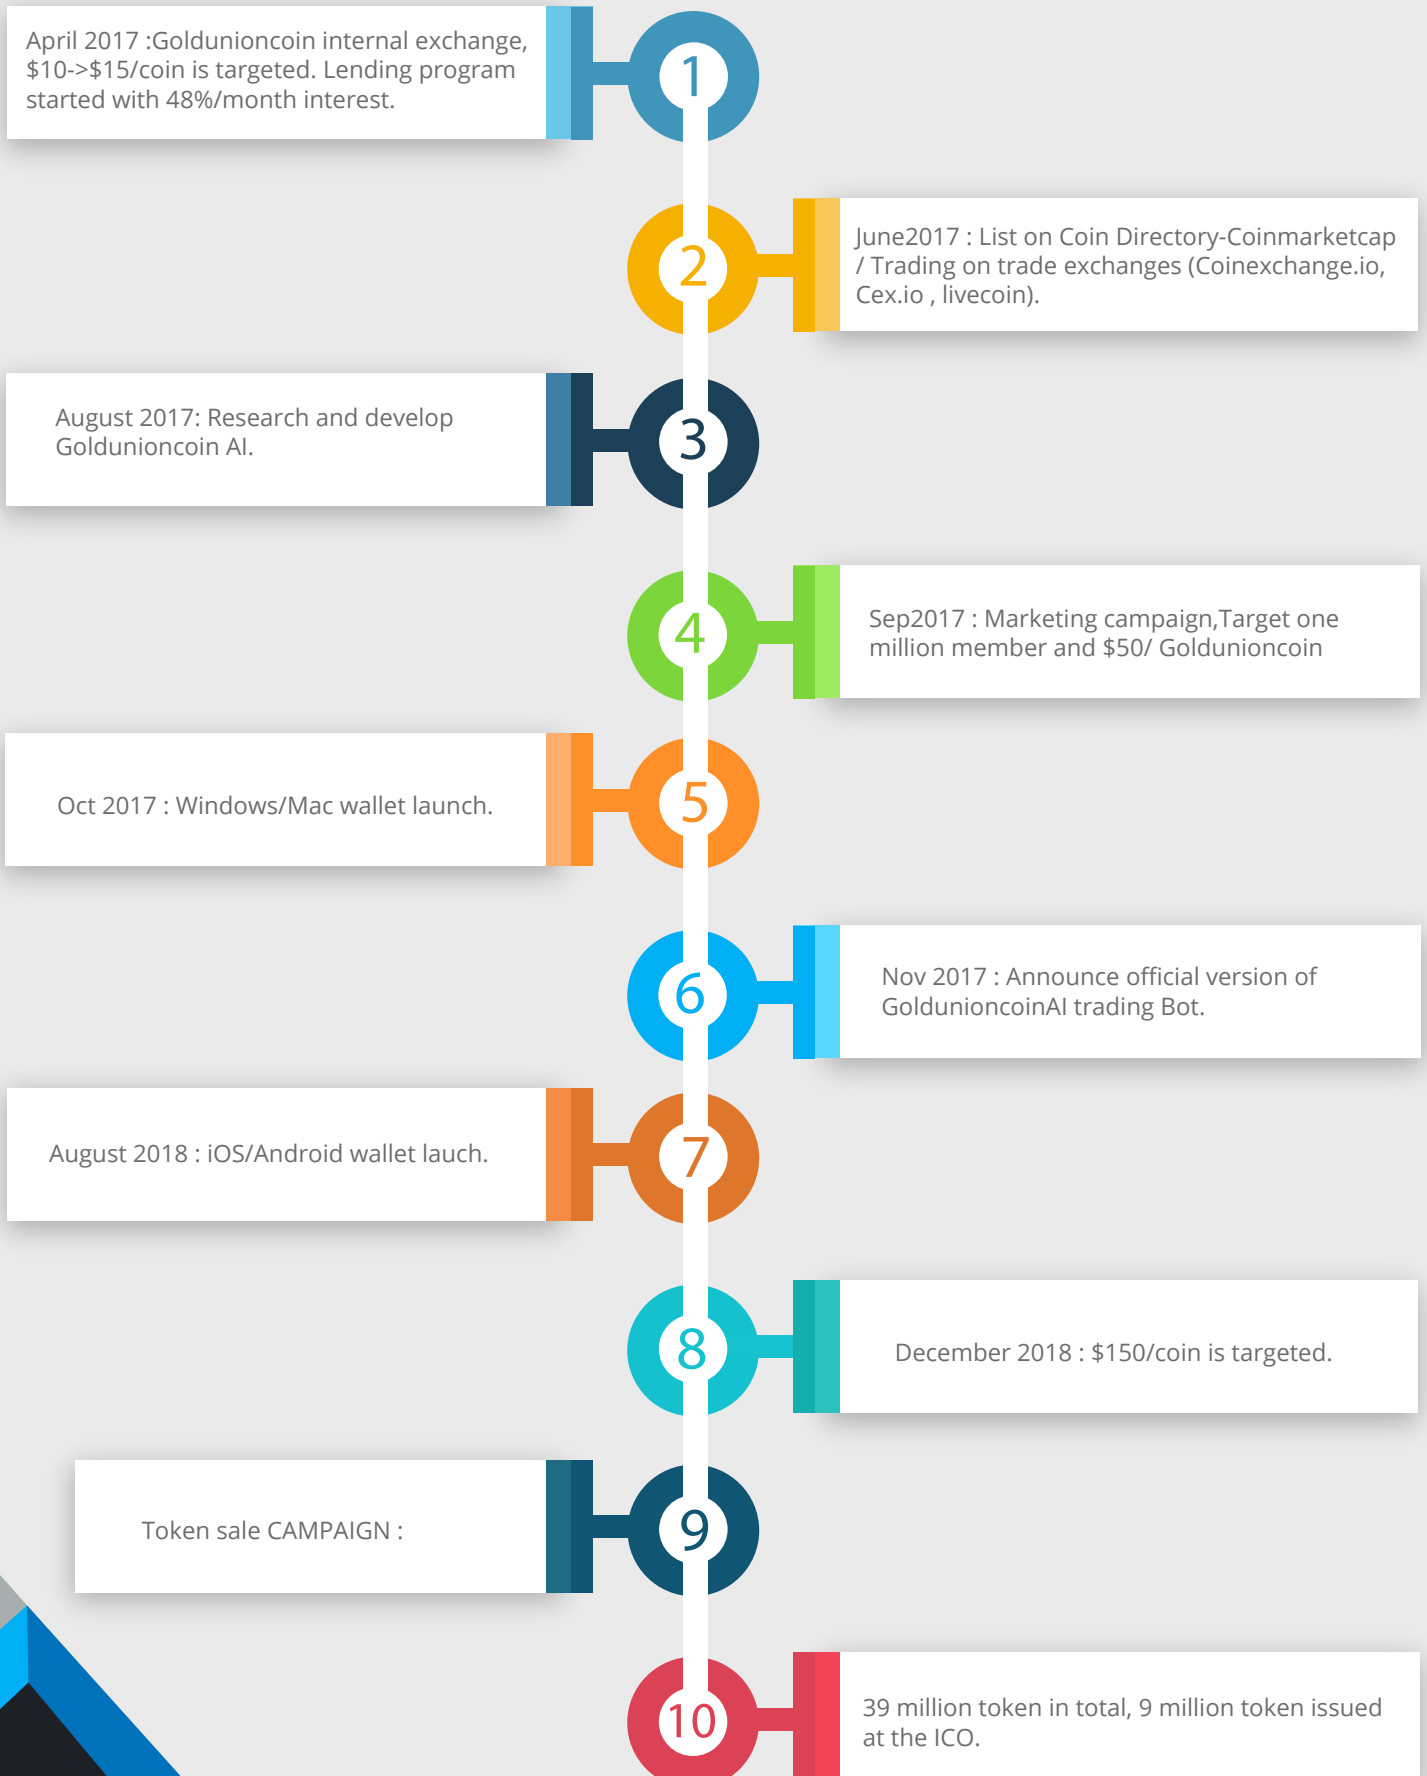 April 2017 :Goldunioncoin internal exchange,
$10->$15/coin is targeted. Lending program
started with 48%/month interest.
1
2
June2017 : List on Coin Directory-Coinmarketcap
/ Trading on trade exchanges (Coinexchange.io,
Cex.io , livecoin).
August 2017: Research and develop
Goldunioncoin AI.
3
4
Sep2017 : Marketing campaign,Target one
million member and $50/ Goldunioncoin
Oct 2017 : Windows/Mac wallet launch.
5
6
Nov 2017 : Announce official version of
GoldunioncoinAI trading Bot.
August 2018 : iOS/Android wallet lauch.
7
8
December 2018 : $150/coin is targeted.
Token sale CAMPAIGN :
9
10
39 million token in total, 9 million token issued
at the ICO.